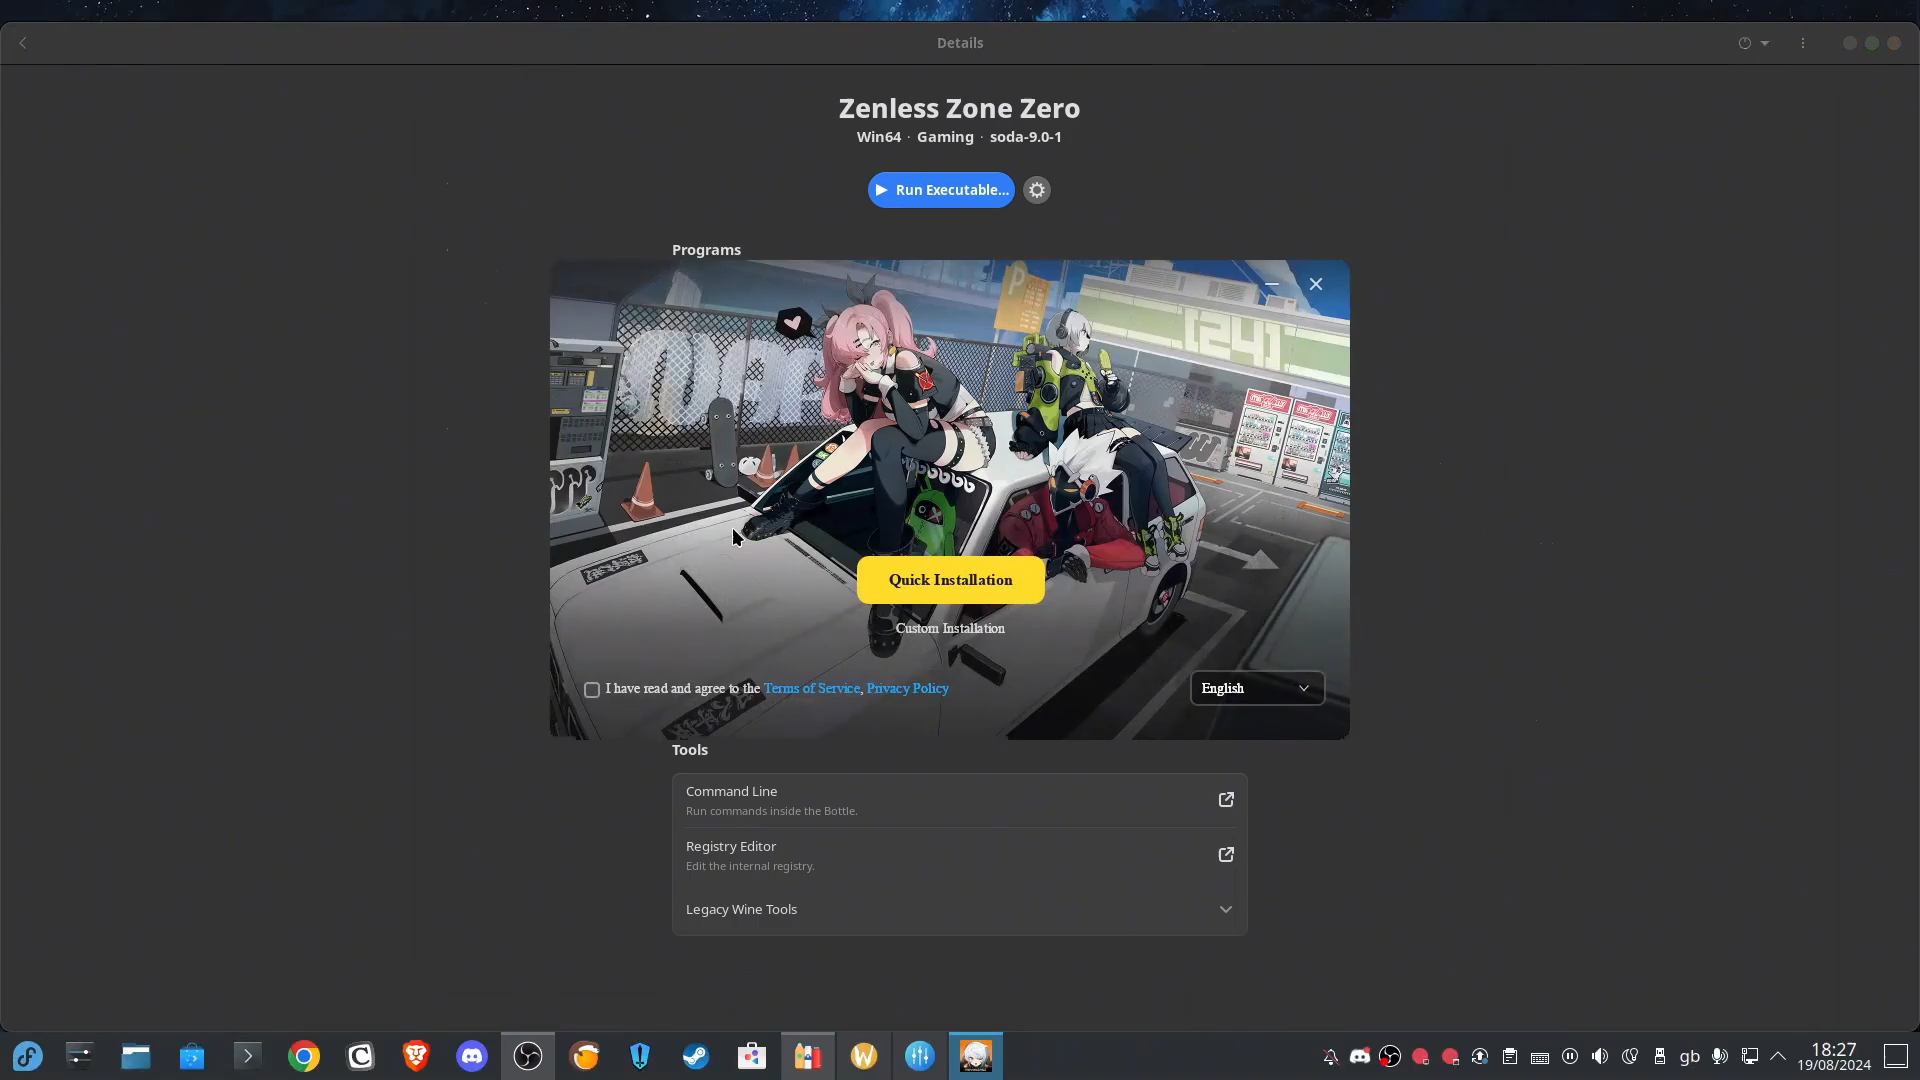 Details
Zenless Zone Zero
Win64 · Gaming · soda-9.0-1
Run Executable...
Programs
P
[24]
Quick Installation
Custom Installation
I have read and agree to the Terms of Service, Privacy Policy
English
Tools
Command Line
Run commands inside the Bottle.
Registry Editor
Edit the internal registry.
Legacy Wine Tools
gb
18:27
19/08/2024